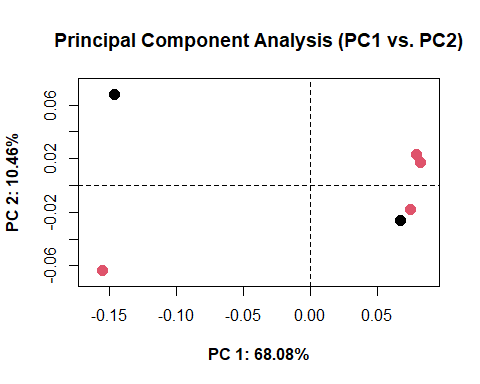 Principal Component Analysis (PC1 vs. PC2)
PC 2: 10.46%
0.06
0.02
-0.02
-0.06
-0.15 -0.10 -0.05 0.00 0.05
PC 1: 68.08%